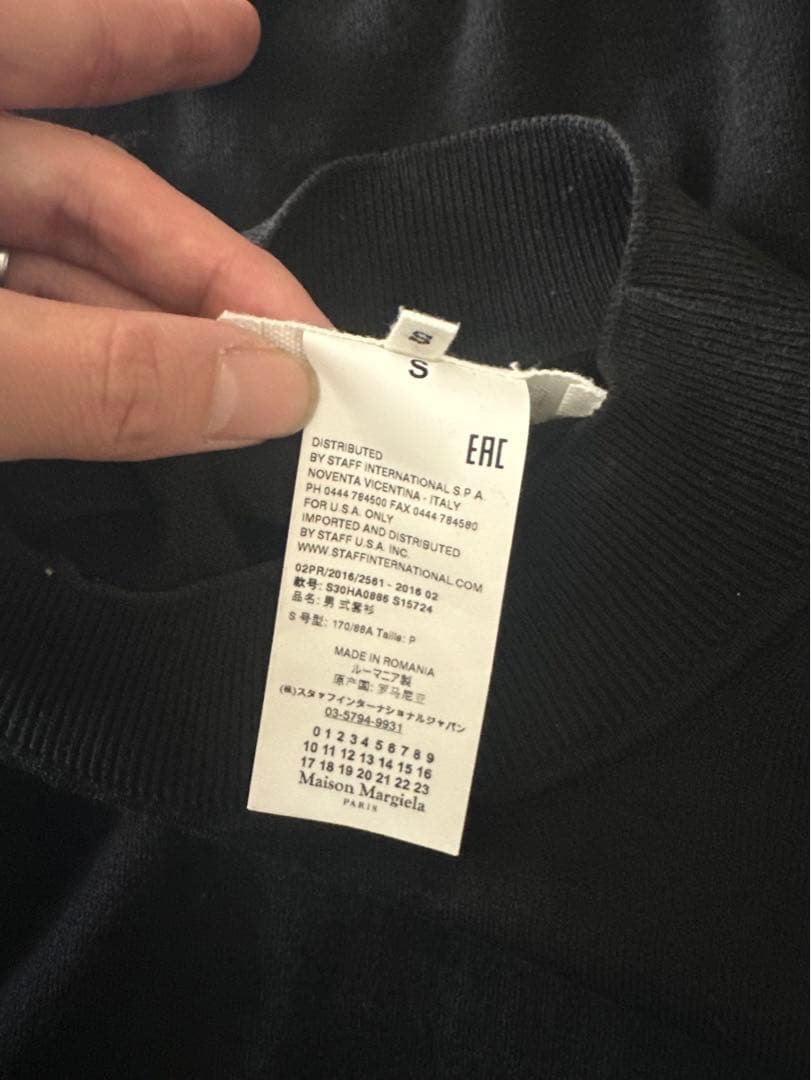 S
S
EAC
DISTRIBUTED
BY STAFF INTERNATIONAL S.P.A.
NOVENTA VICENTINA - ITALY
PH 0444 784500 FAX 0444 784580
FOR U.S.A. ONLY
IMPORTED AND DISTRIBUTED
BY STAFF U.S.A. INC.
WWW.STAFFINTERNATIONAL.COM
02PR/2016/2561 - 2016 02
款号: S30HA0886 S15724
品名: 男式套衫
S 号型: 170/88A Taille: P
MADE IN ROMANIA
ルーマニア製
原产国: 罗马尼亚
(株)スタッフインターナショナルジャパン
03-5794-9931
0 1 2 3 4 5 6 7 8 9
10 11 12 13 14 15 16
17 18 19 20 21 22 23
Maison Margiela
PARIS